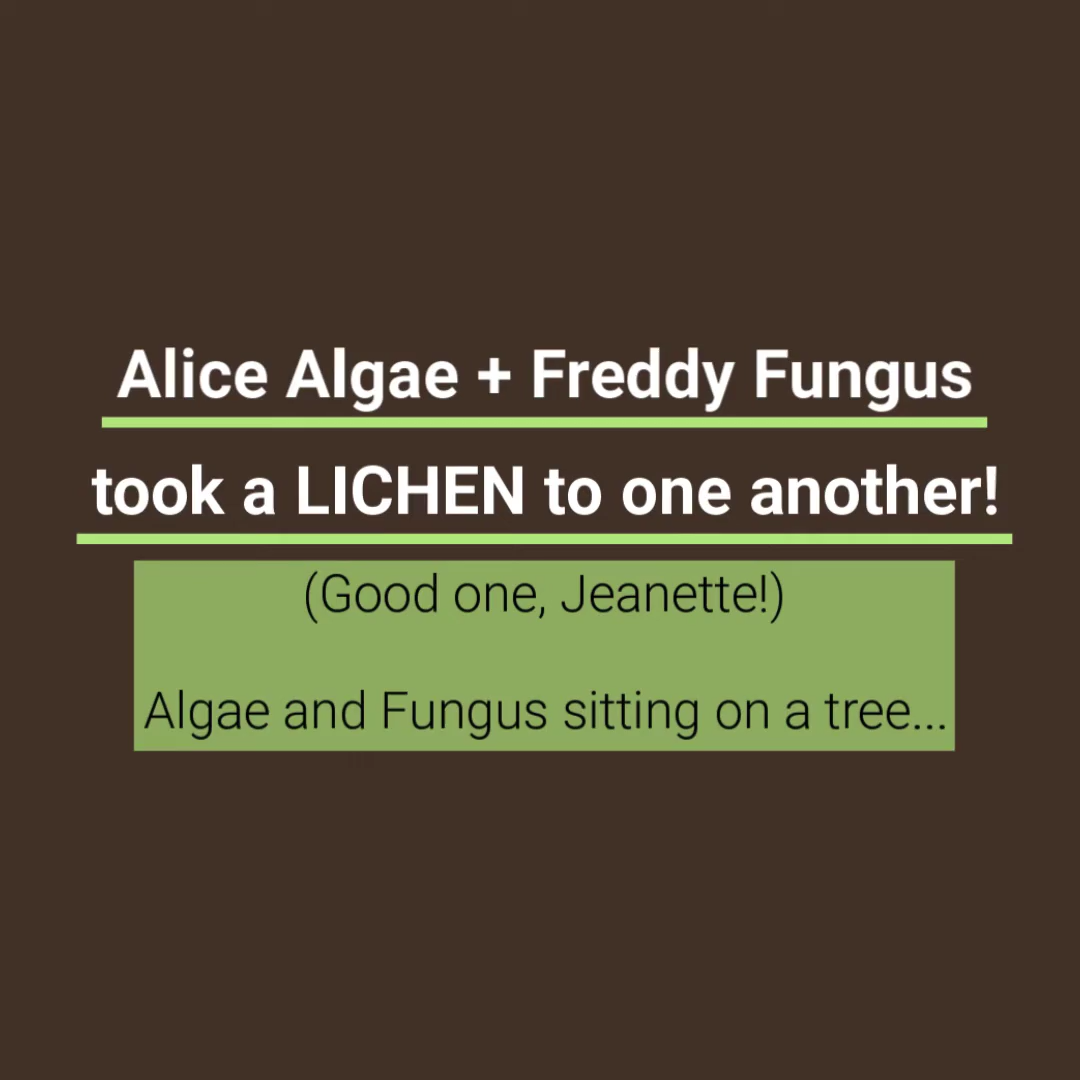 Alice Algae + Freddy Fungus
took a LICHEN to one another!
(Good one, Jeanette!)
Algae and Fungus sitting on a tree...